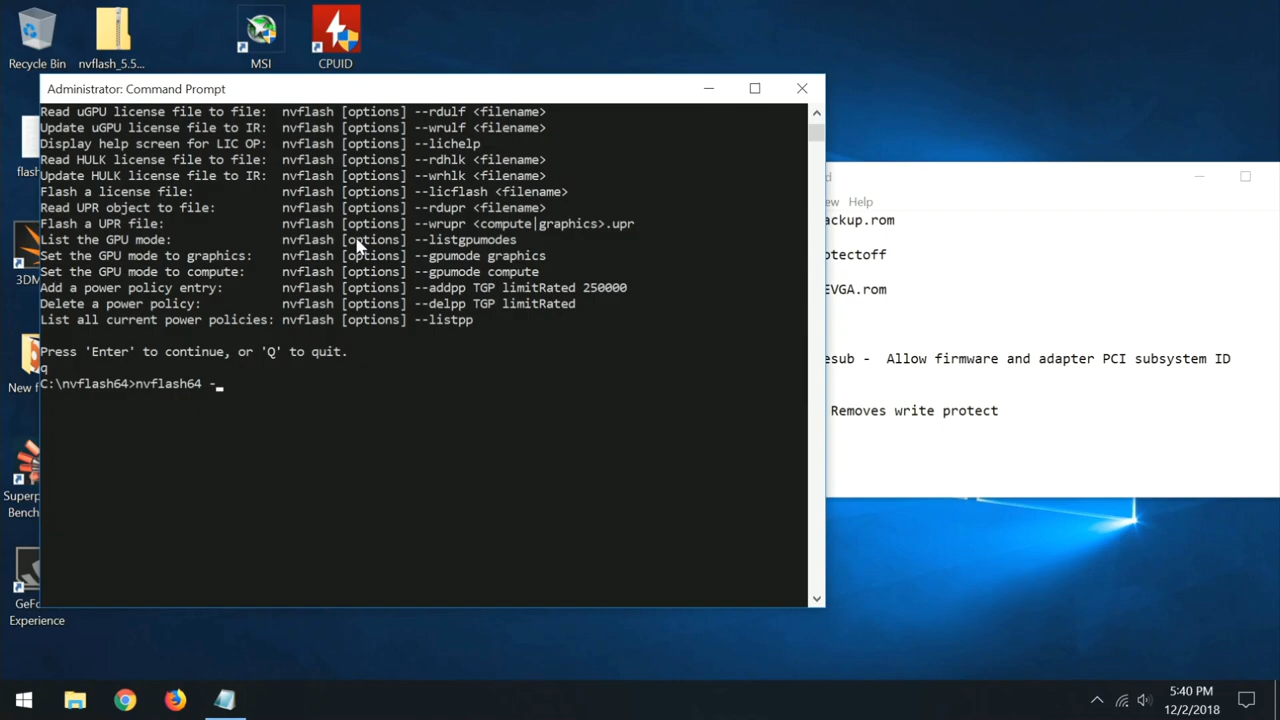 Recycle Bin
nvflash_5.5...
MSI
CPUID
flash
3DM
New f
Superp
Bench
GeFo
Experience
Administrator: Command Prompt
Read uGPU license file to file: nvflash [options] --rdulf <filename>
Update uGPU license file to IR: nvflash [options] --wrulf <filename>
Display help screen for LIC OP: nvflash [options] --lichelp
Read HULK license file to file: nvflash [options] --rdhlk <filename>
Update HULK license file to IR: nvflash [options] --wrhlk <filename>
Flash a license file: nvflash [options] --licflash <filename>
Read UPR object to file: nvflash [options] --rdupr <filename>
Flash a UPR file: nvflash [options] --wrupr <compute|graphics>.upr
List the GPU mode: nvflash [options] --listgpumodes
Set the GPU mode to graphics: nvflash [options] --gpumode graphics
Set the GPU mode to compute: nvflash [options] --gpumode compute
Add a power policy entry: nvflash [options] --addpp TGP limitRated 250000
Delete a power policy: nvflash [options] --delpp TGP limitRated
List all current power policies: nvflash [options] --listpp
Press 'Enter' to continue, or 'Q' to quit.
q
C:\nvflash64>nvflash64 -_
d
ew Help
ackup.rom
otectoff
EVGA.rom
esub - Allow firmware and adapter PCI subsystem ID
Removes write protect
5:40 PM
12/2/2018